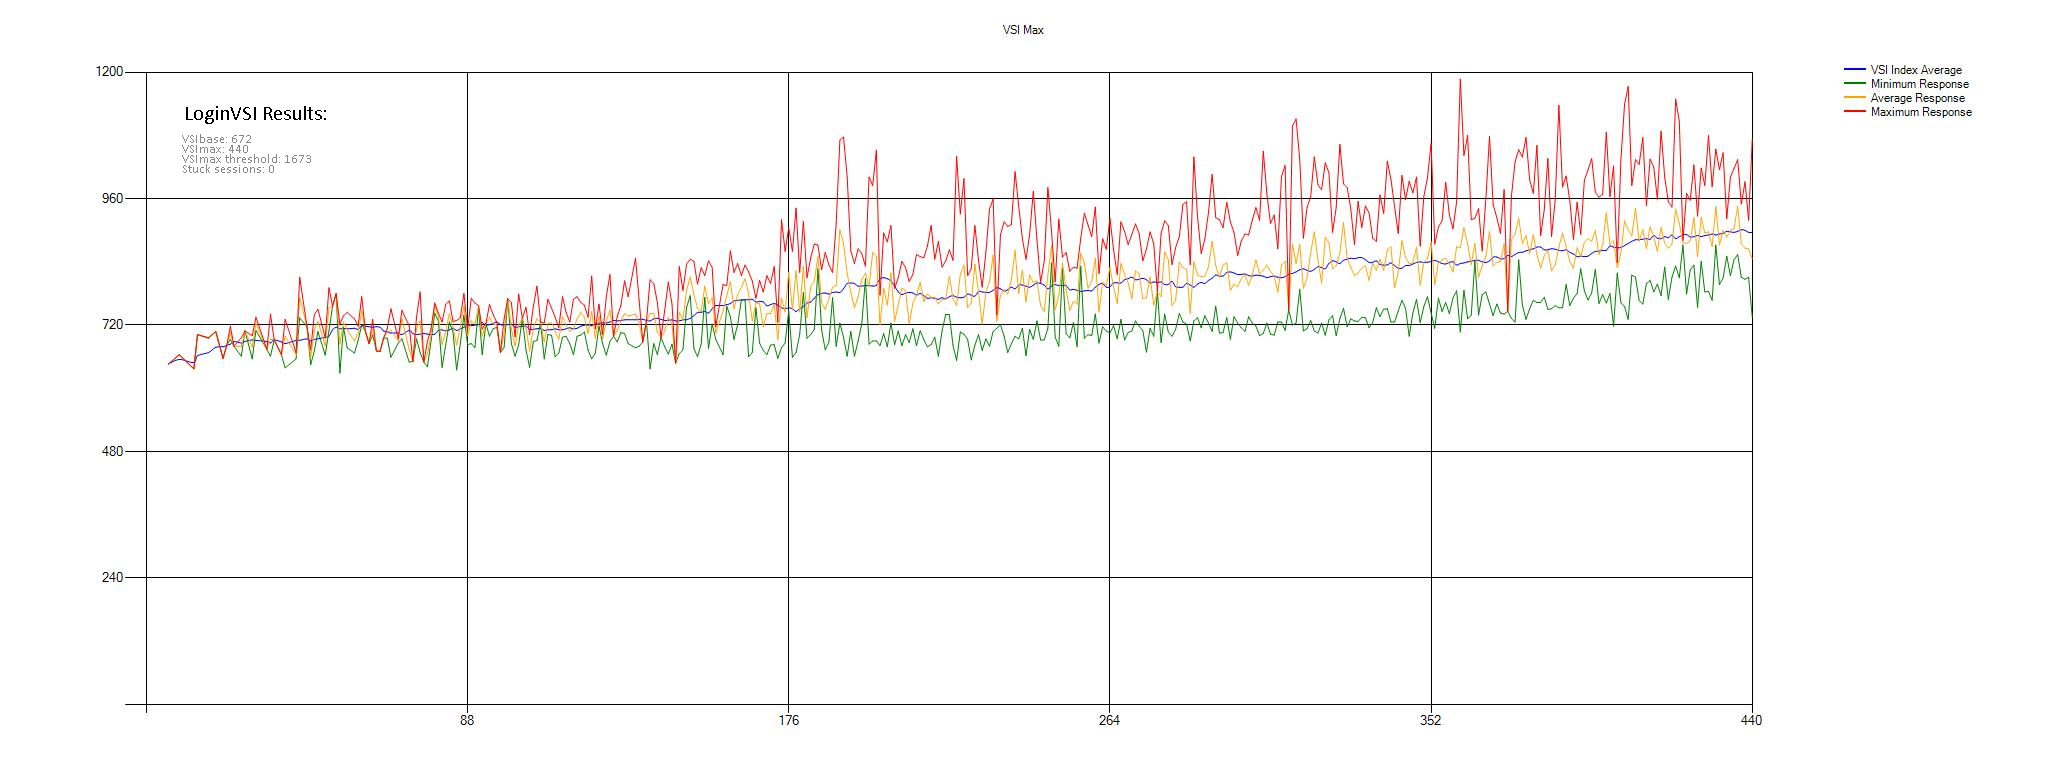 VSI Max
1200
960
720
480
240
88
176
264
352
440
LoginVSI Results:
VSIbase: 672
VSImax: 440
VSImax threshold: 1673
Stuck sessions: 0
VSI Index Average
Minimum Response
Average Response
Maximum Response